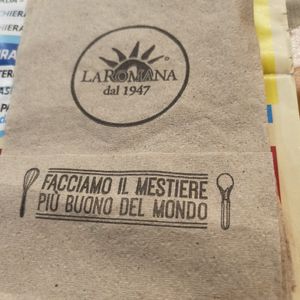 LA ROMANA
dal 1947
FACCIAMO IL MESTIERE
PIÙ BUONO DEL MONDO